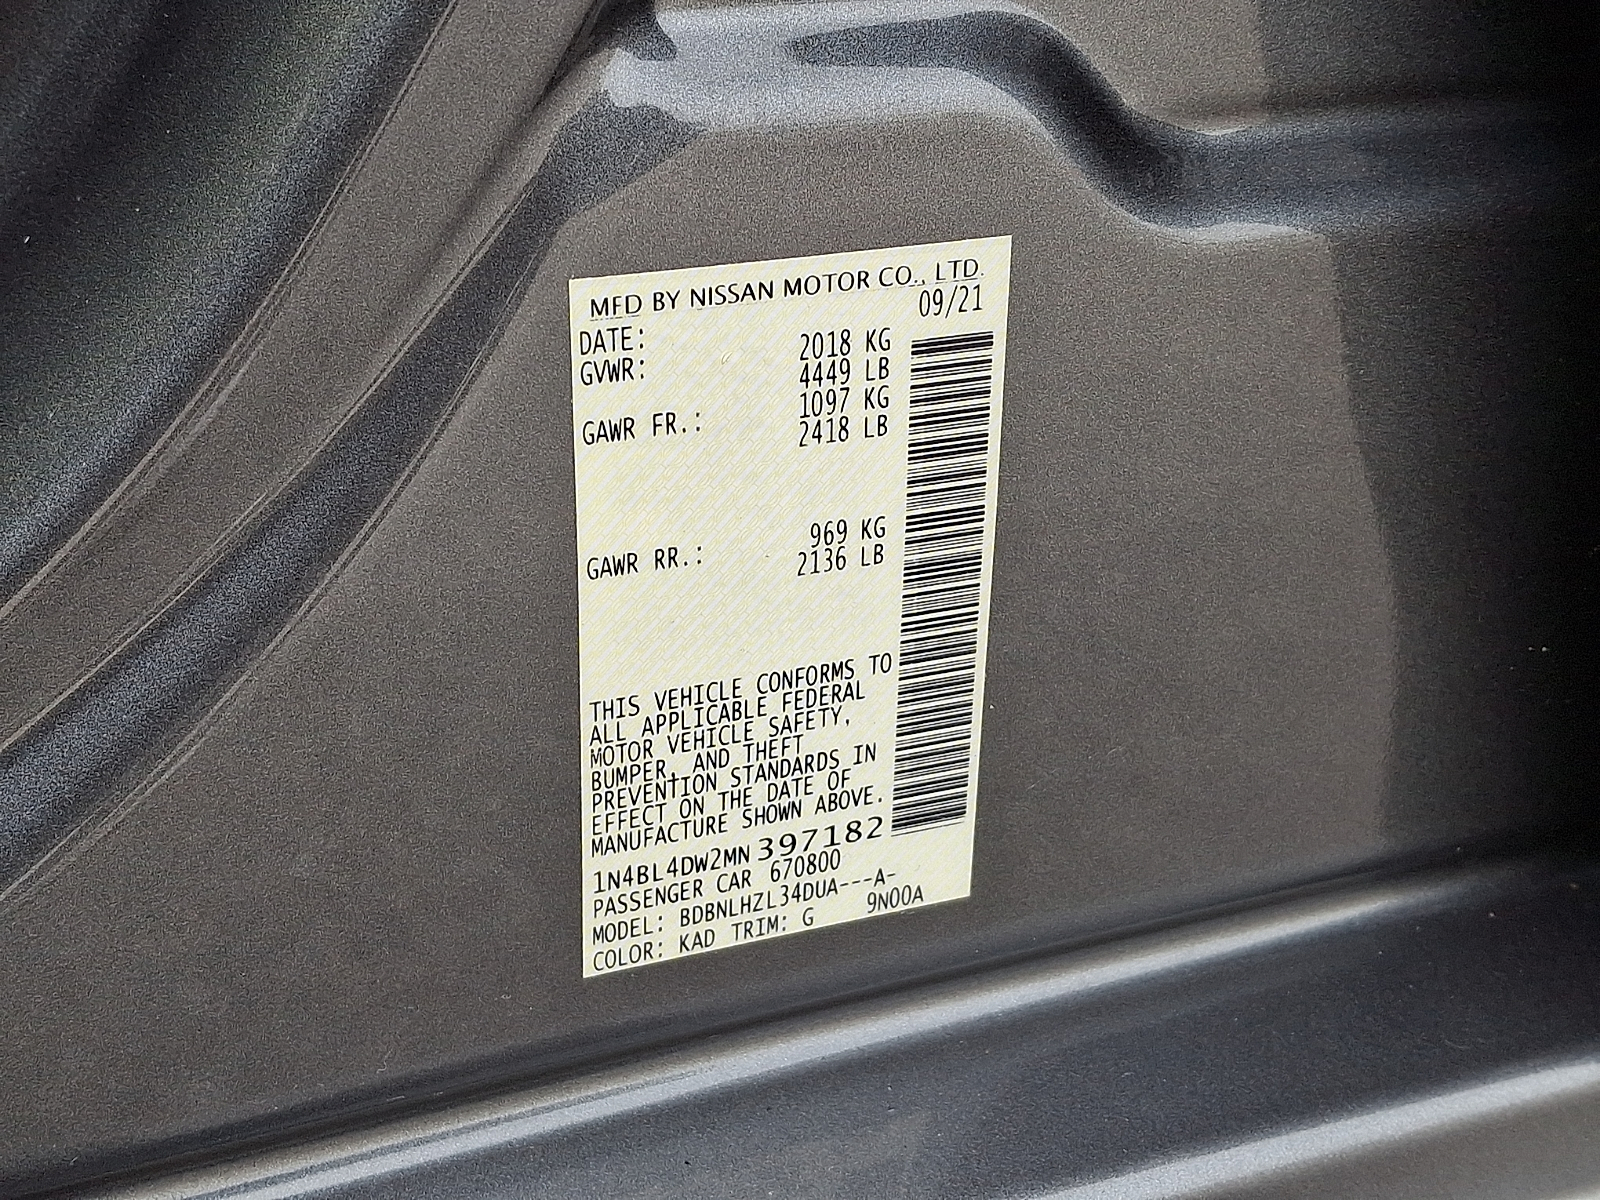 MFD BY NISSAN MOTOR CO., LTD.
DATE: 09/21
GVWR: 2018 KG
4449 LB
GAWR FR.: 1097 KG
2418 LB
GAWR RR.: 969 KG
2136 LB
THIS VEHICLE CONFORMS TO
ALL APPLICABLE FEDERAL
MOTOR VEHICLE SAFETY,
BUMPER, AND THEFT
PREVENTION STANDARDS IN
EFFECT ON THE DATE OF
MANUFACTURE SHOWN ABOVE.
1N4BL4DW2MN 397182
PASSENGER CAR 670800
MODEL: BDBNLHZL34DUA---A-
COLOR: KAD TRIM: G 9N00A